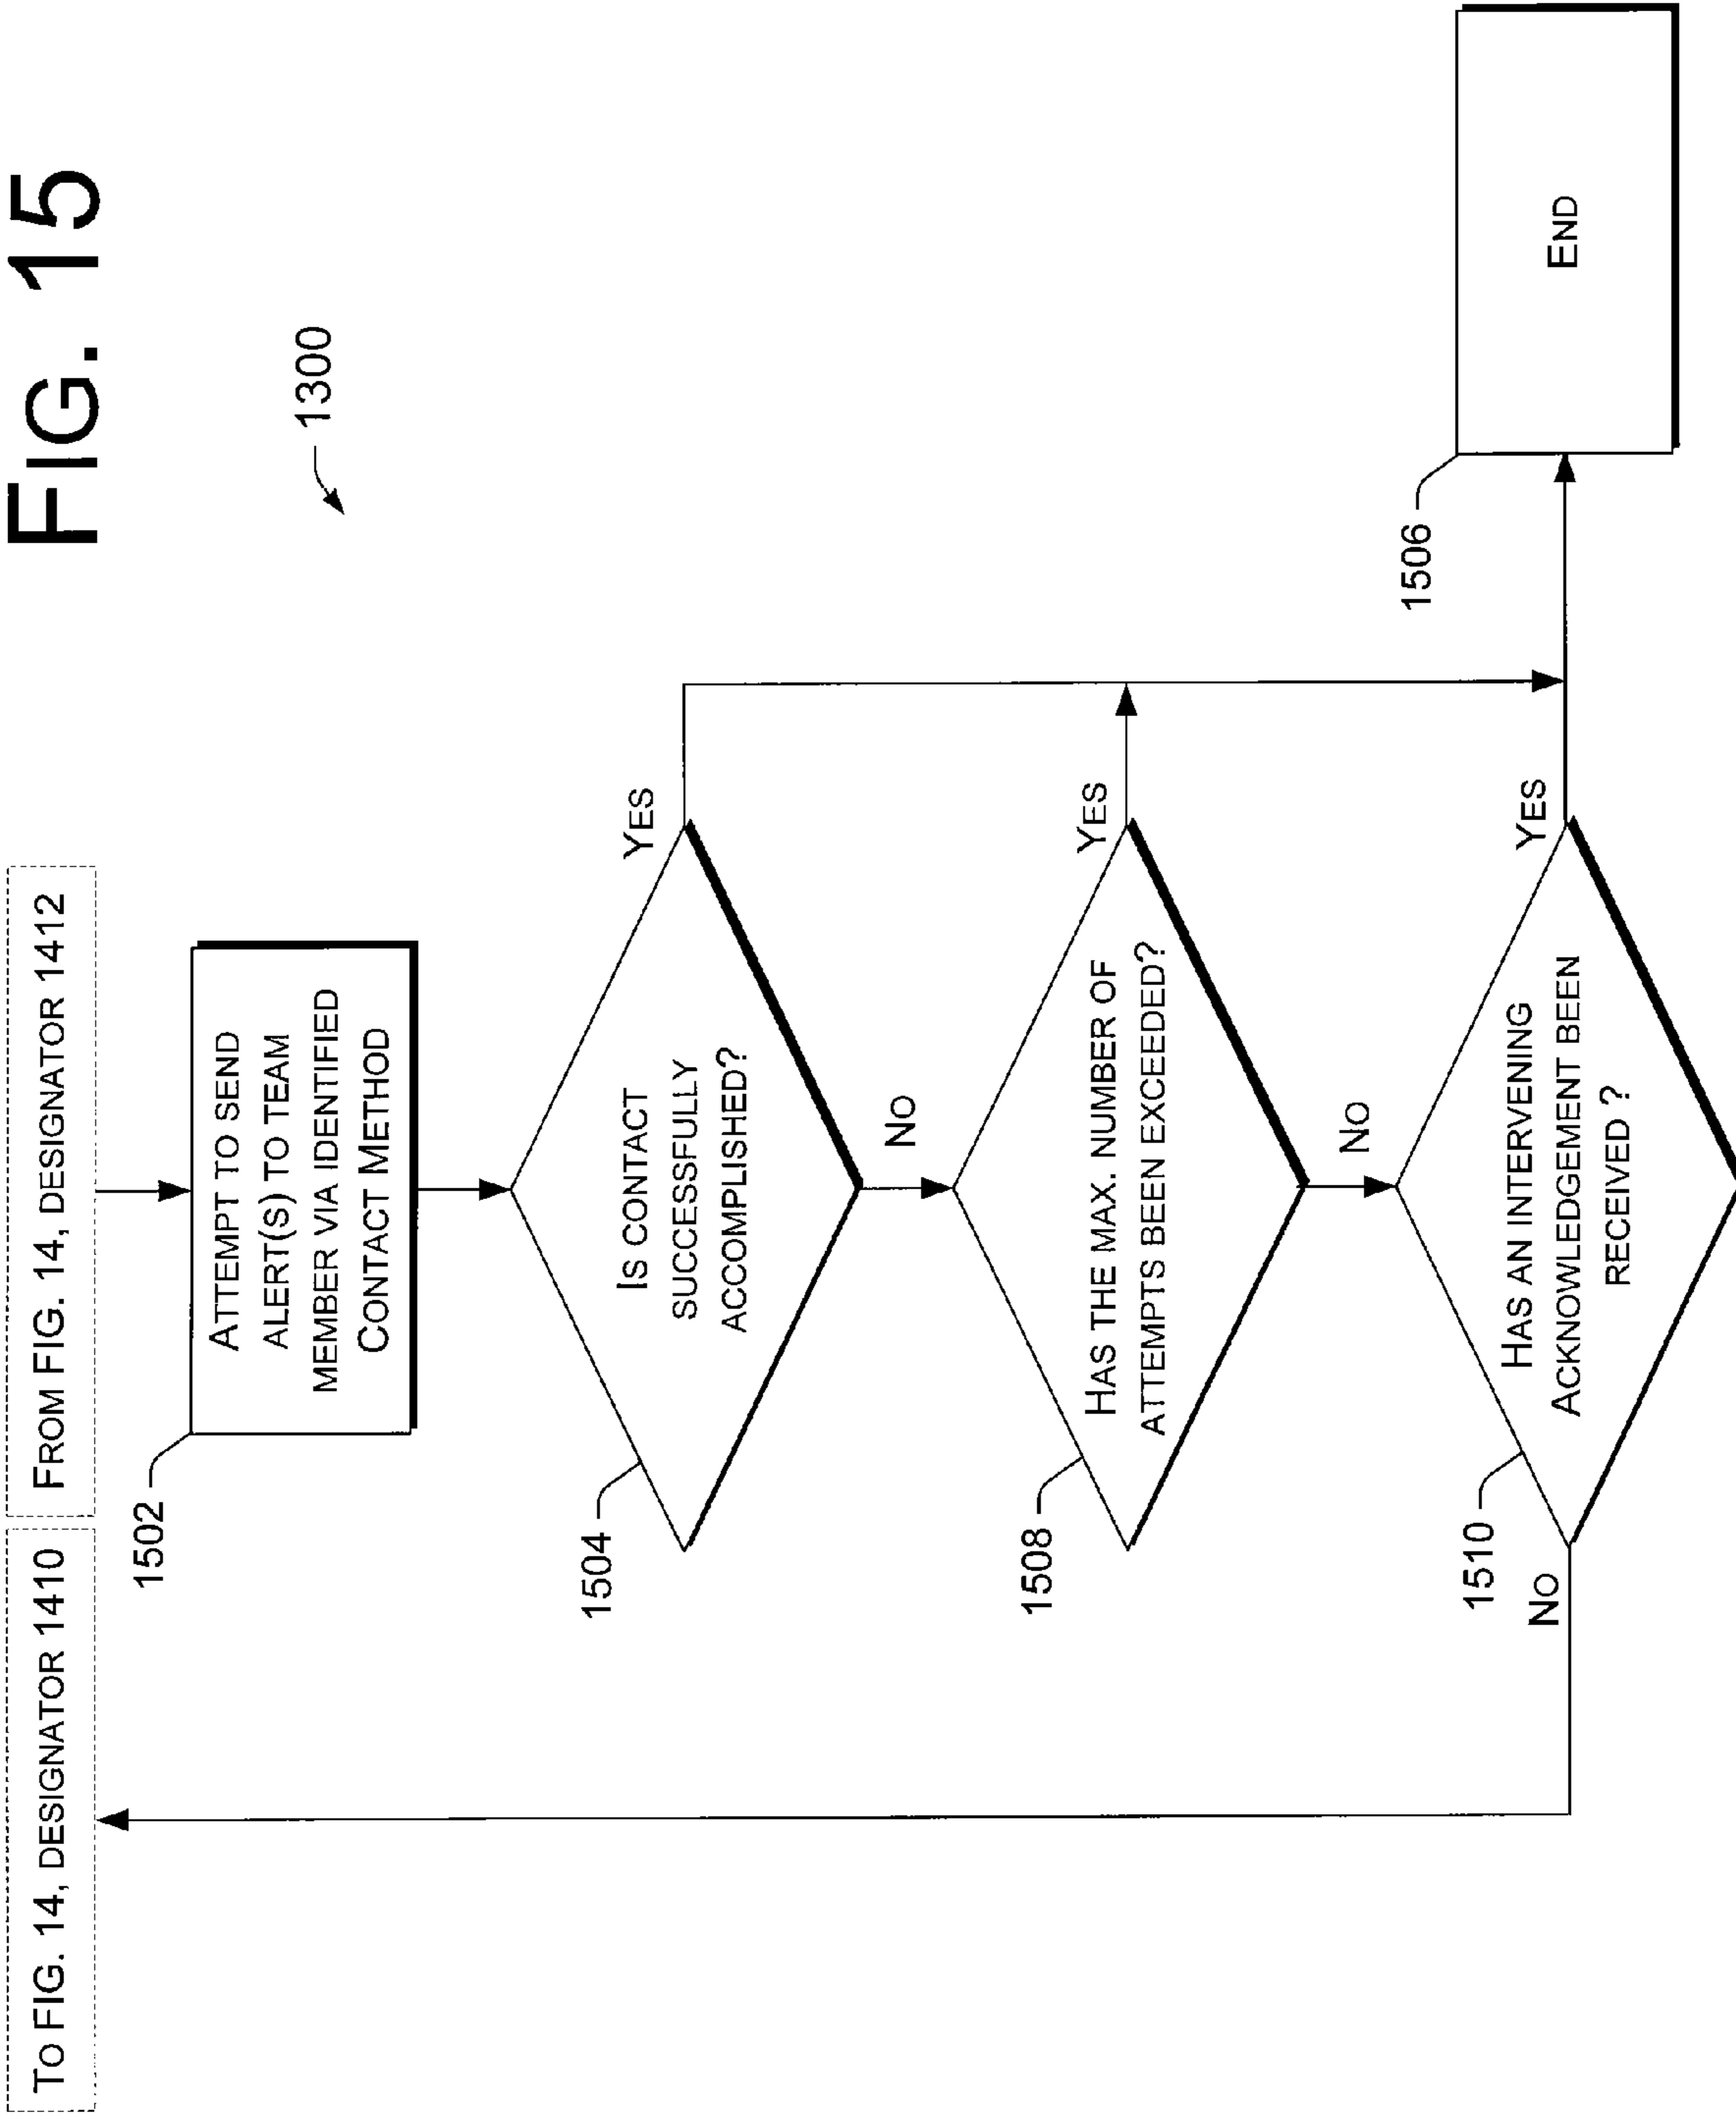 FIG. 15
TO FIG. 14, DESIGNATOR 1410
FROM FIG. 14, DESIGNATOR 1412
1300
1502
ATTEMPT TO SEND
ALERT(S) TO TEAM
MEMBER VIA IDENTIFIED
CONTACT METHOD
1504
IS CONTACT
SUCCESSFULLY
ACCOMPLISHED?
YES
NO
1508
HAS THE MAX. NUMBER OF
ATTEMPTS BEEN EXCEEDED?
YES
NO
1510
HAS AN INTERVENING
ACKNOWLEDGEMENT BEEN
RECEIVED ?
NO
YES
1506
END